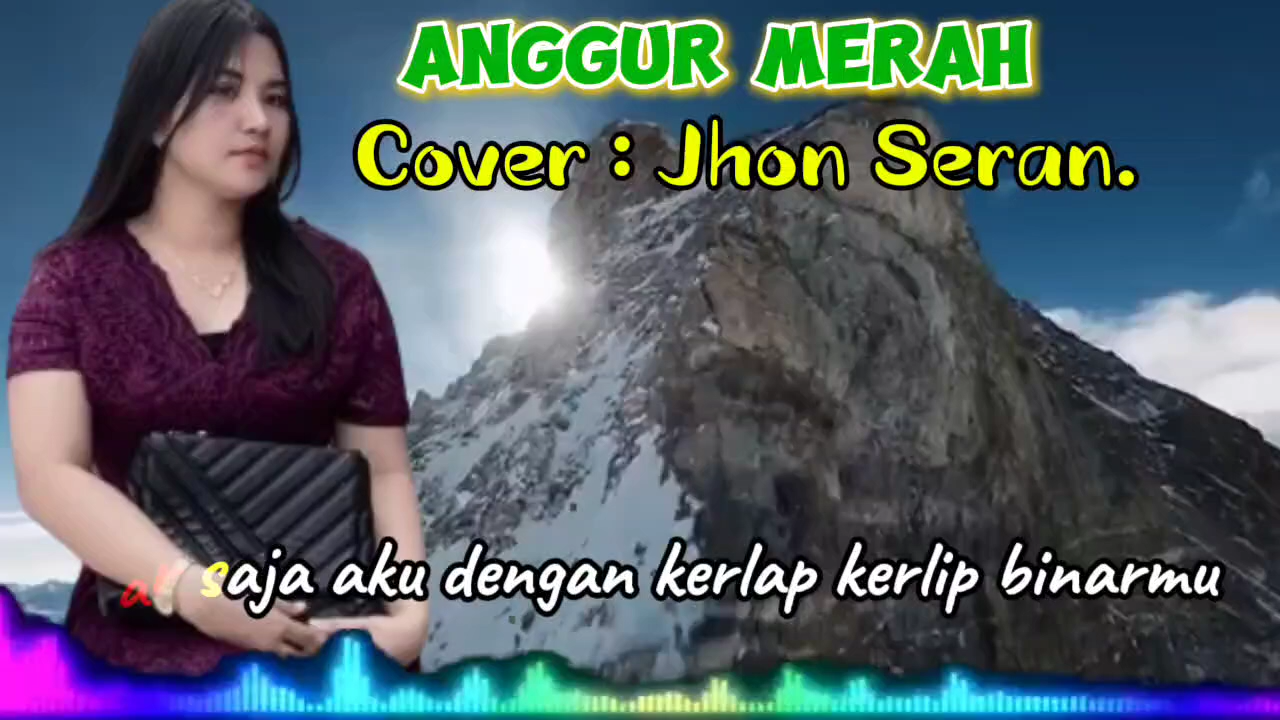 ANGGUR MERAH
Cover : Jhon Seran.
saja aku dengan kerlap kerlip binarmu